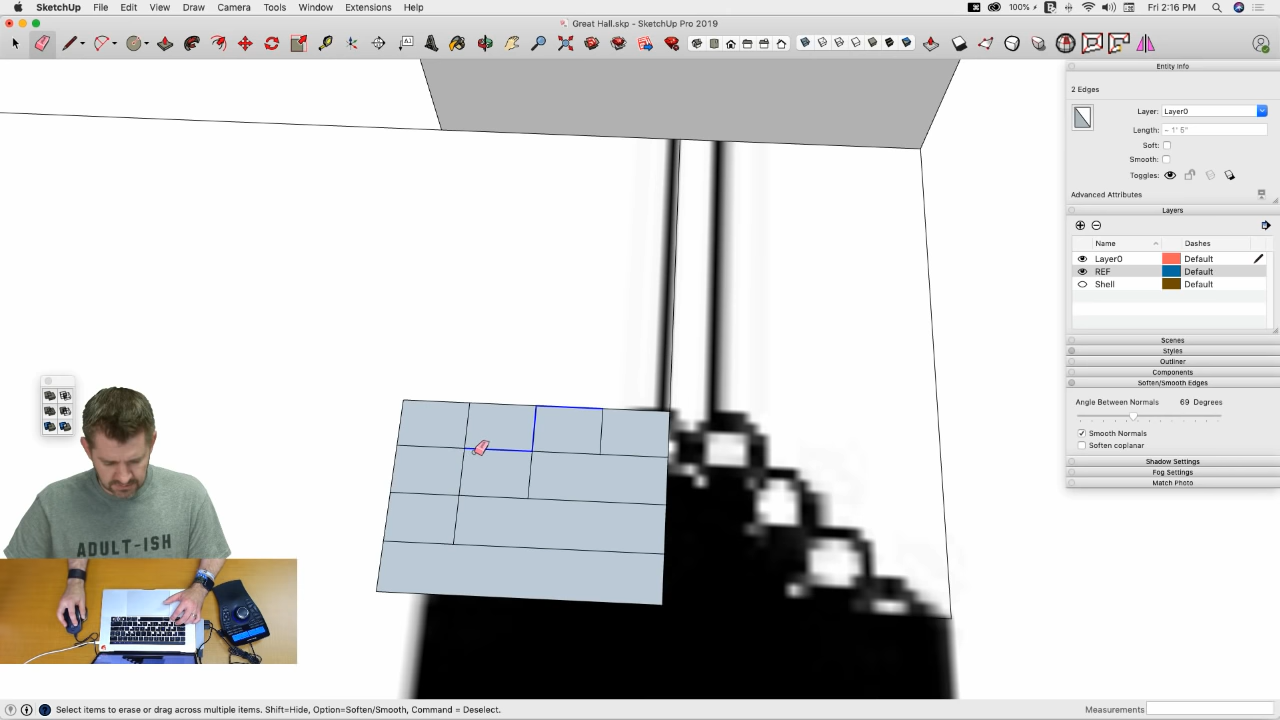 SketchUp File Edit View Draw Camera Tools Window Extensions Help 100% Fri 2:16 PM
Great Hall.skp - SketchUp Pro 2019
Entity Info
2 Edges
Layer: Layer0
Length: ~ 1' 5"
Soft:
Smooth:
Toggles:
Advanced Attributes
Layers
Name Dashes
Layer0 Default
REF Default
Shell Default
Scenes
Styles
Outliner
Components
Soften/Smooth Edges
Angle Between Normals 69 Degrees
Smooth Normals
Soften coplanar
Shadow Settings
Fog Settings
Match Photo
ADULT-ISH
Select items to erase or drag across multiple items. Shift=Hide, Option=Soften/Smooth, Command = Deselect.
Measurements